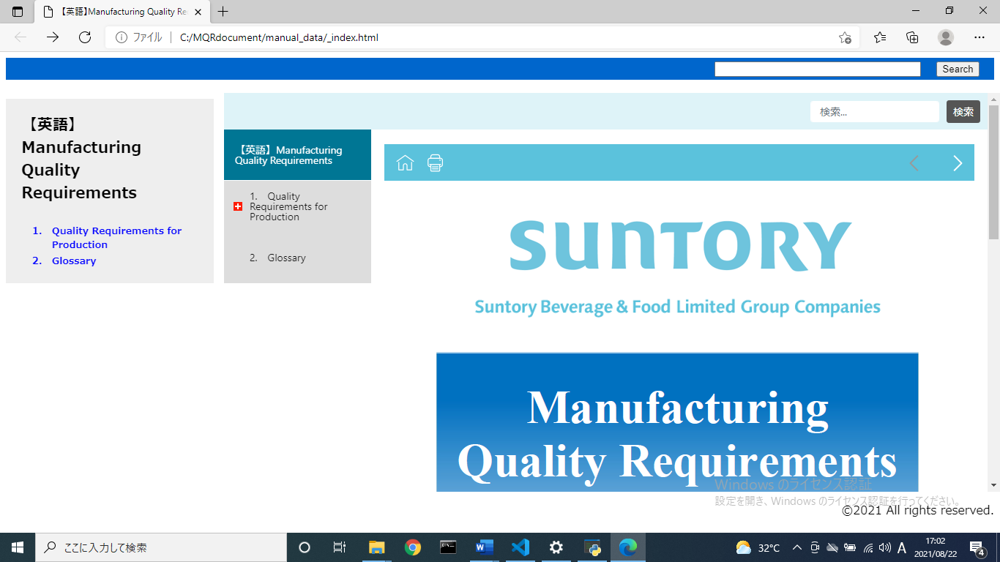 【英語】Manufacturing Quality Re
ファイル | C:/MQRdocument/manual_data/_index.html
Search
【英語】
Manufacturing
Quality
Requirements
1. Quality Requirements for
Production
2. Glossary
検索...
検索
【英語】Manufacturing
Quality Requirements
1. Quality
Requirements for
Production
2. Glossary
SUNTORY
Suntory Beverage & Food Limited Group Companies
Manufacturing
Quality Requirements
Windows のライセンス認証
設定を開き、Windows のライセンス認証を行ってください。
©2021 All rights reserved.
ここに入力して検索
32°C
A
17:02
2021/08/22
4